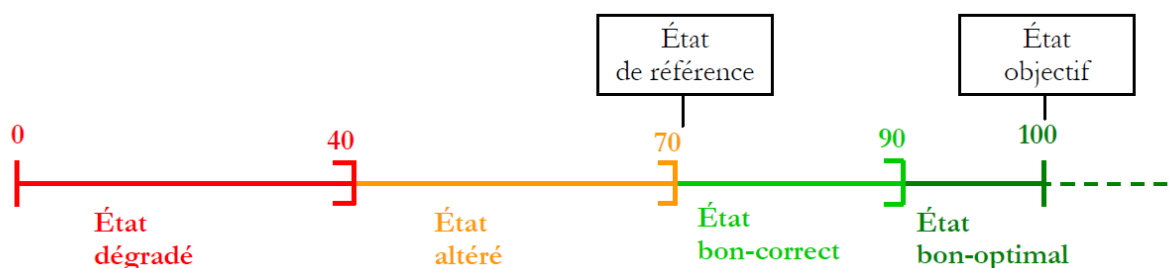 État
de référence
État
objectif
0
40
70
90
100
État
dégradé
État
altéré
État
bon-correct
État
bon-optimal